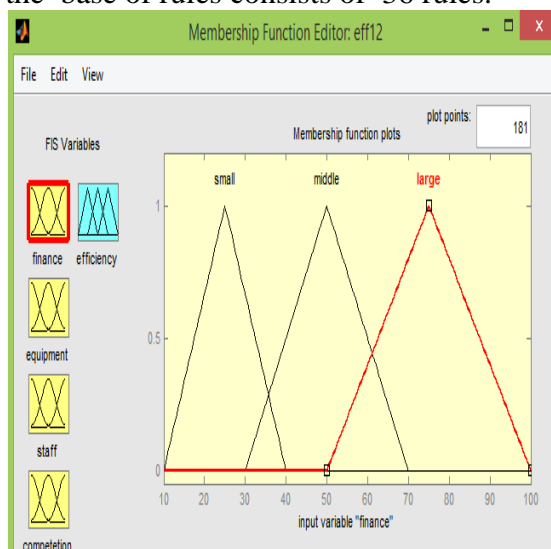 the base of rules consists of 36 rules.
Membership Function Editor: eff12
File Edit View
plot points: 181
FIS Variables
Membership function plots
small middle large
finance efficiency
equipment
staff
competetion
1
0.5
0
10 20 30 40 50 60 70 80 90 100
input variable "finance"